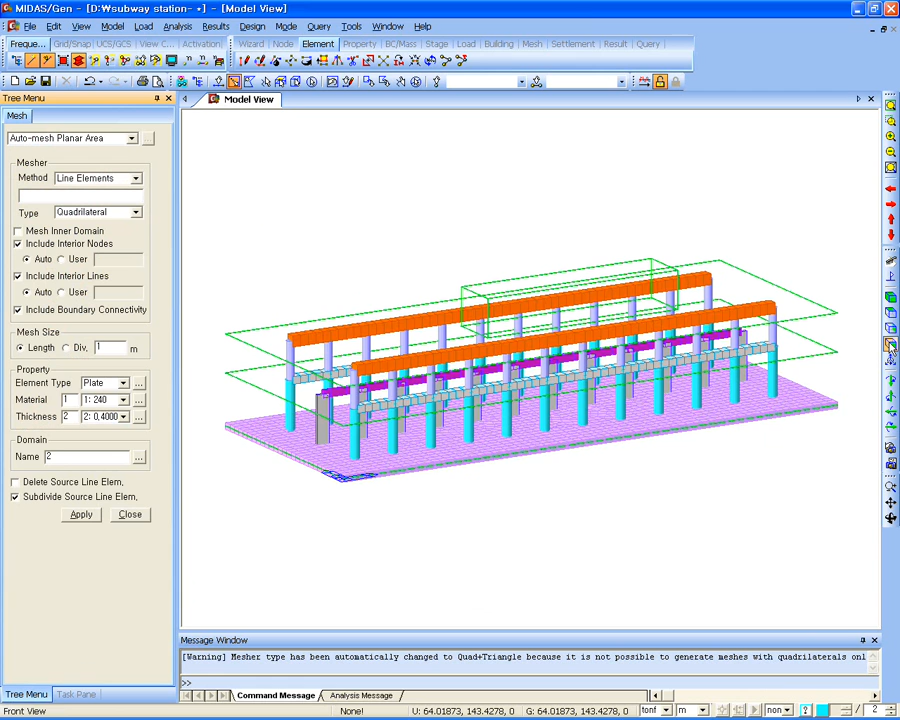 MIDAS/Gen - [D:\subway station- *] - [Model View]
File Edit View Model Load Analysis Results Design Mode Query Tools Window Help
Freque... Grid/Snap UCS/GCS View C... Activation Wizard Node Element Property BC/Mass Stage Load Building Mesh Settlement Result Query
Tree Menu
Model View
Mesh
Auto-mesh Planar Area
Mesher
Method Line Elements
Type Quadrilateral
Mesh Inner Domain
Include Interior Nodes
Auto User
Include Interior Lines
Auto User
Include Boundary Connectivity
Mesh Size
Length Div. 1 m
Property
Element Type Plate ...
Material 1 1: 240 ...
Thickness 2 2: 0,4000 ...
Domain
Name 2 ...
Delete Source Line Elem.
Subdivide Source Line Elem.
Apply Close
Message Window
[Warning] Mesher type has been automatically changed to Quad+Triangle because it is not possible to generate meshes with quadrilaterals onl
>>
Tree Menu Task Pane
Command Message Analysis Message
Front View None! U: 64.01873, 143.4278, 0 G: 64.01873, 143.4278, 0 tonf m non ? / 2